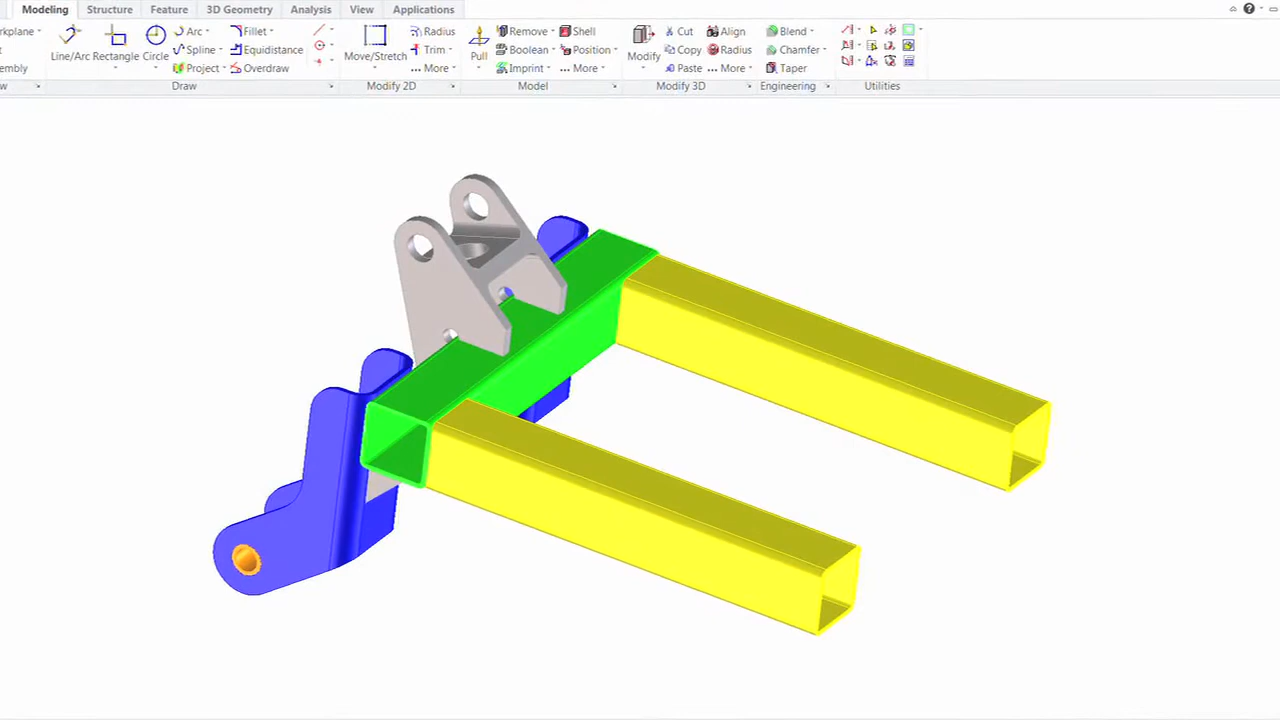 Modeling Structure Feature 3D Geometry Analysis View Applications
rkplane Arc Fillet Radius Remove Shell Cut Align Blend
Line/Arc Rectangle Circle Spline Equidistance Move/Stretch Trim Pull Boolean Position Modify Copy Radius Chamfer
embly Project Overdraw ... More Imprint ... More Paste ... More Taper
w Draw Modify 2D Model Modify 3D Engineering Utilities